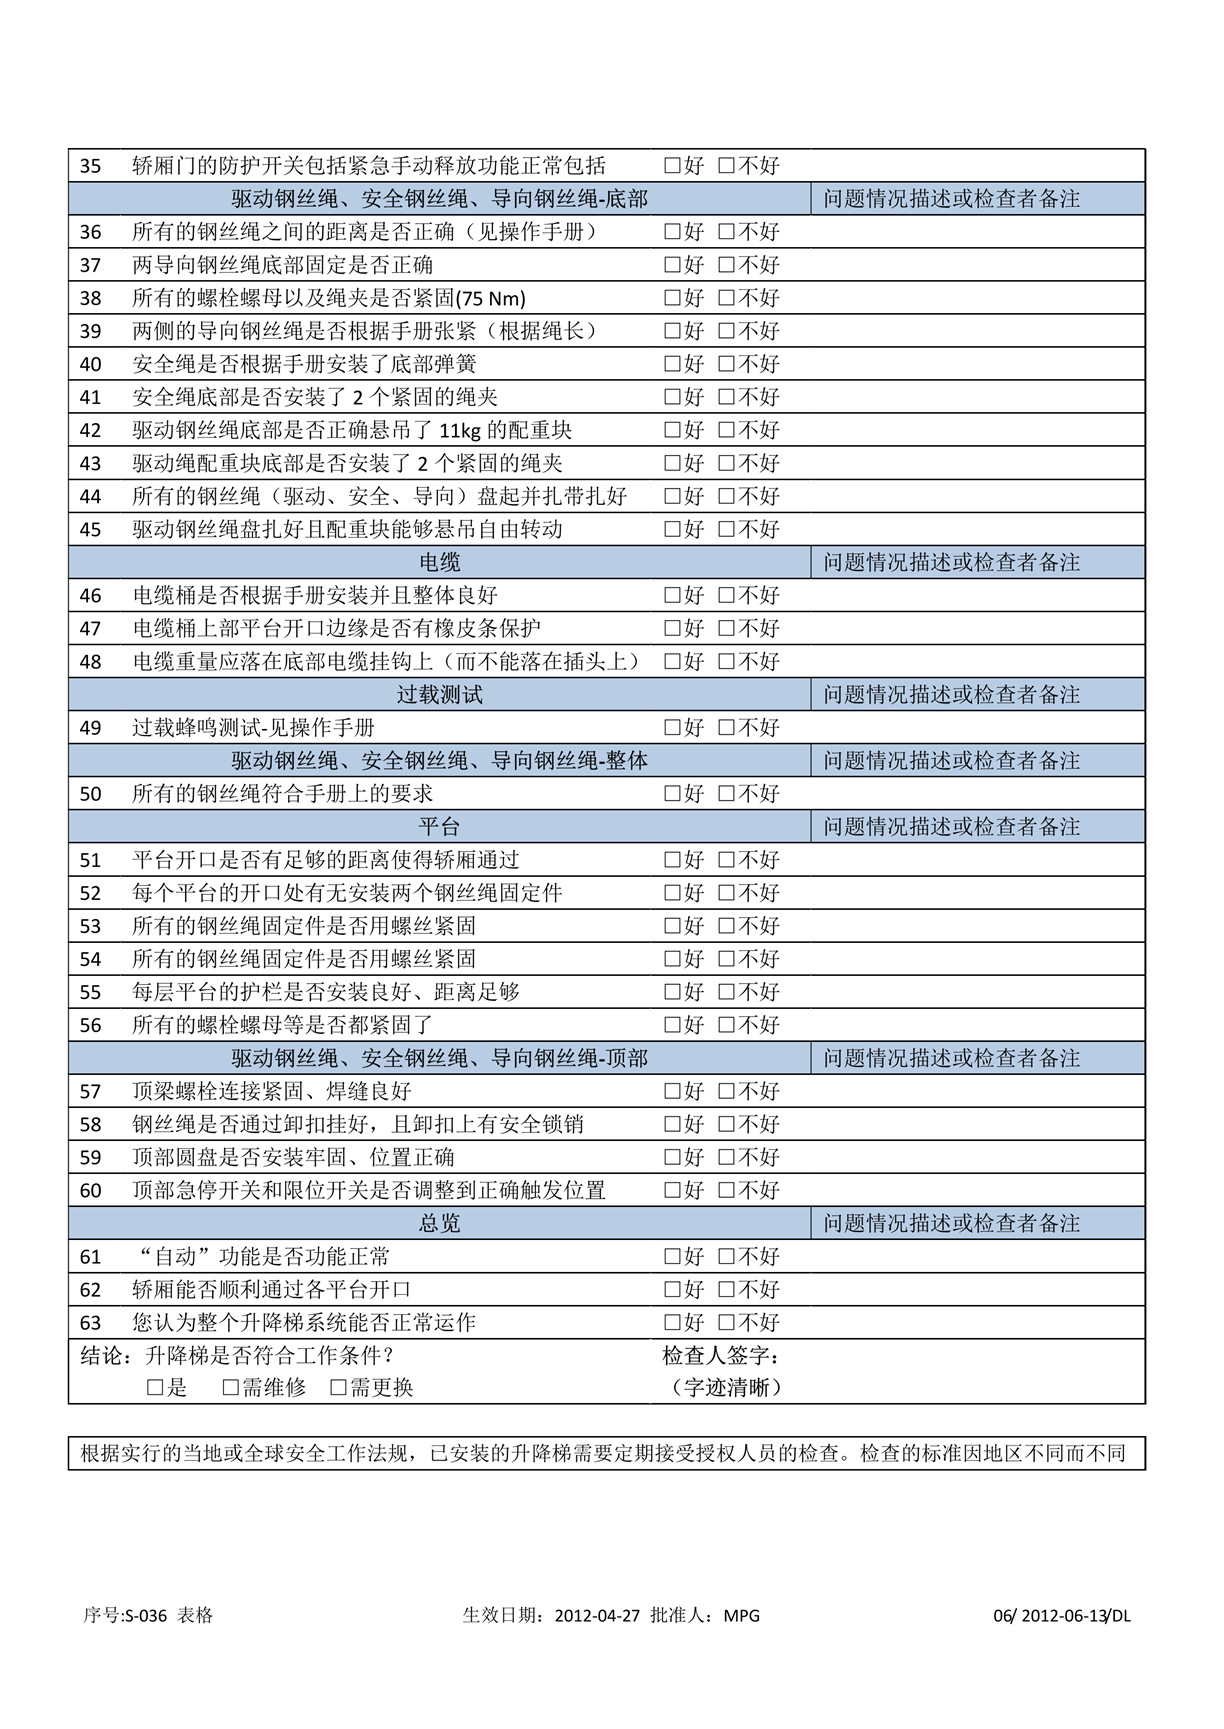 35 轿厢门的防护开关包括紧急手动释放功能正常包括 □好 □不好
驱动钢丝绳、安全钢丝绳、导向钢丝绳-底部 问题情况描述或检查者备注
36 所有的钢丝绳之间的距离是否正确（见操作手册） □好 □不好
37 两导向钢丝绳底部固定是否正确 □好 □不好
38 所有的螺栓螺母以及绳夹是否紧固(75 Nm) □好 □不好
39 两侧的导向钢丝绳是否根据手册张紧（根据绳长） □好 □不好
40 安全绳是否根据手册安装了底部弹簧 □好 □不好
41 安全绳底部是否安装了 2 个紧固的绳夹 □好 □不好
42 驱动钢丝绳底部是否正确悬吊了 11kg 的配重块 □好 □不好
43 驱动绳配重块底部是否安装了 2 个紧固的绳夹 □好 □不好
44 所有的钢丝绳（驱动、安全、导向）盘起并扎带扎好 □好 □不好
45 驱动钢丝绳盘扎好且配重块能够悬吊自由转动 □好 □不好
电缆 问题情况描述或检查者备注
46 电缆桶是否根据手册安装并且整体良好 □好 □不好
47 电缆桶上部平台开口边缘是否有橡皮条保护 □好 □不好
48 电缆重量应落在底部电缆挂钩上（而不能落在插头上） □好 □不好
过载测试 问题情况描述或检查者备注
49 过载蜂鸣测试-见操作手册 □好 □不好
驱动钢丝绳、安全钢丝绳、导向钢丝绳-整体 问题情况描述或检查者备注
50 所有的钢丝绳符合手册上的要求 □好 □不好
平台 问题情况描述或检查者备注
51 平台开口是否有足够的距离使得轿厢通过 □好 □不好
52 每个平台的开口处有无安装两个钢丝绳固定件 □好 □不好
53 所有的钢丝绳固定件是否用螺丝紧固 □好 □不好
54 所有的钢丝绳固定件是否用螺丝紧固 □好 □不好
55 每层平台的护栏是否安装良好、距离足够 □好 □不好
56 所有的螺栓螺母等是否都紧固了 □好 □不好
驱动钢丝绳、安全钢丝绳、导向钢丝绳-顶部 问题情况描述或检查者备注
57 顶梁螺栓连接紧固、焊缝良好 □好 □不好
58 钢丝绳是否通过卸扣挂好，且卸扣上有安全锁销 □好 □不好
59 顶部圆盘是否安装牢固、位置正确 □好 □不好
60 顶部急停开关和限位开关是否调整到正确触发位置 □好 □不好
总览 问题情况描述或检查者备注
61 “自动”功能是否功能正常 □好 □不好
62 轿厢能否顺利通过各平台开口 □好 □不好
63 您认为整个升降梯系统能否正常运作 □好 □不好
结论：升降梯是否符合工作条件？ 检查人签字：
□是 □需维修 □需更换 （字迹清晰）
根据实行的当地或全球安全工作法规，已安装的升降梯需要定期接受授权人员的检查。检查的标准因地区不同而不同
序号:S-036 表格 生效日期：2012-04-27 批准人：MPG 06/ 2012-06-13/DL